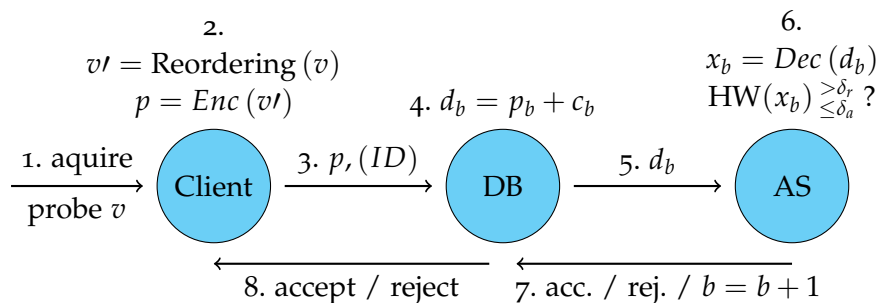 2.
v′ = Reordering (v)
p = Enc (v′)
6.
x_b = Dec (d_b)
HW(x_b) >δ_r ≤δ_a ?
4. d_b = p_b + c_b
1. aquire
probe v
Client
3. p, (ID)
DB
5. d_b
AS
8. accept / reject
7. acc. / rej. / b = b + 1